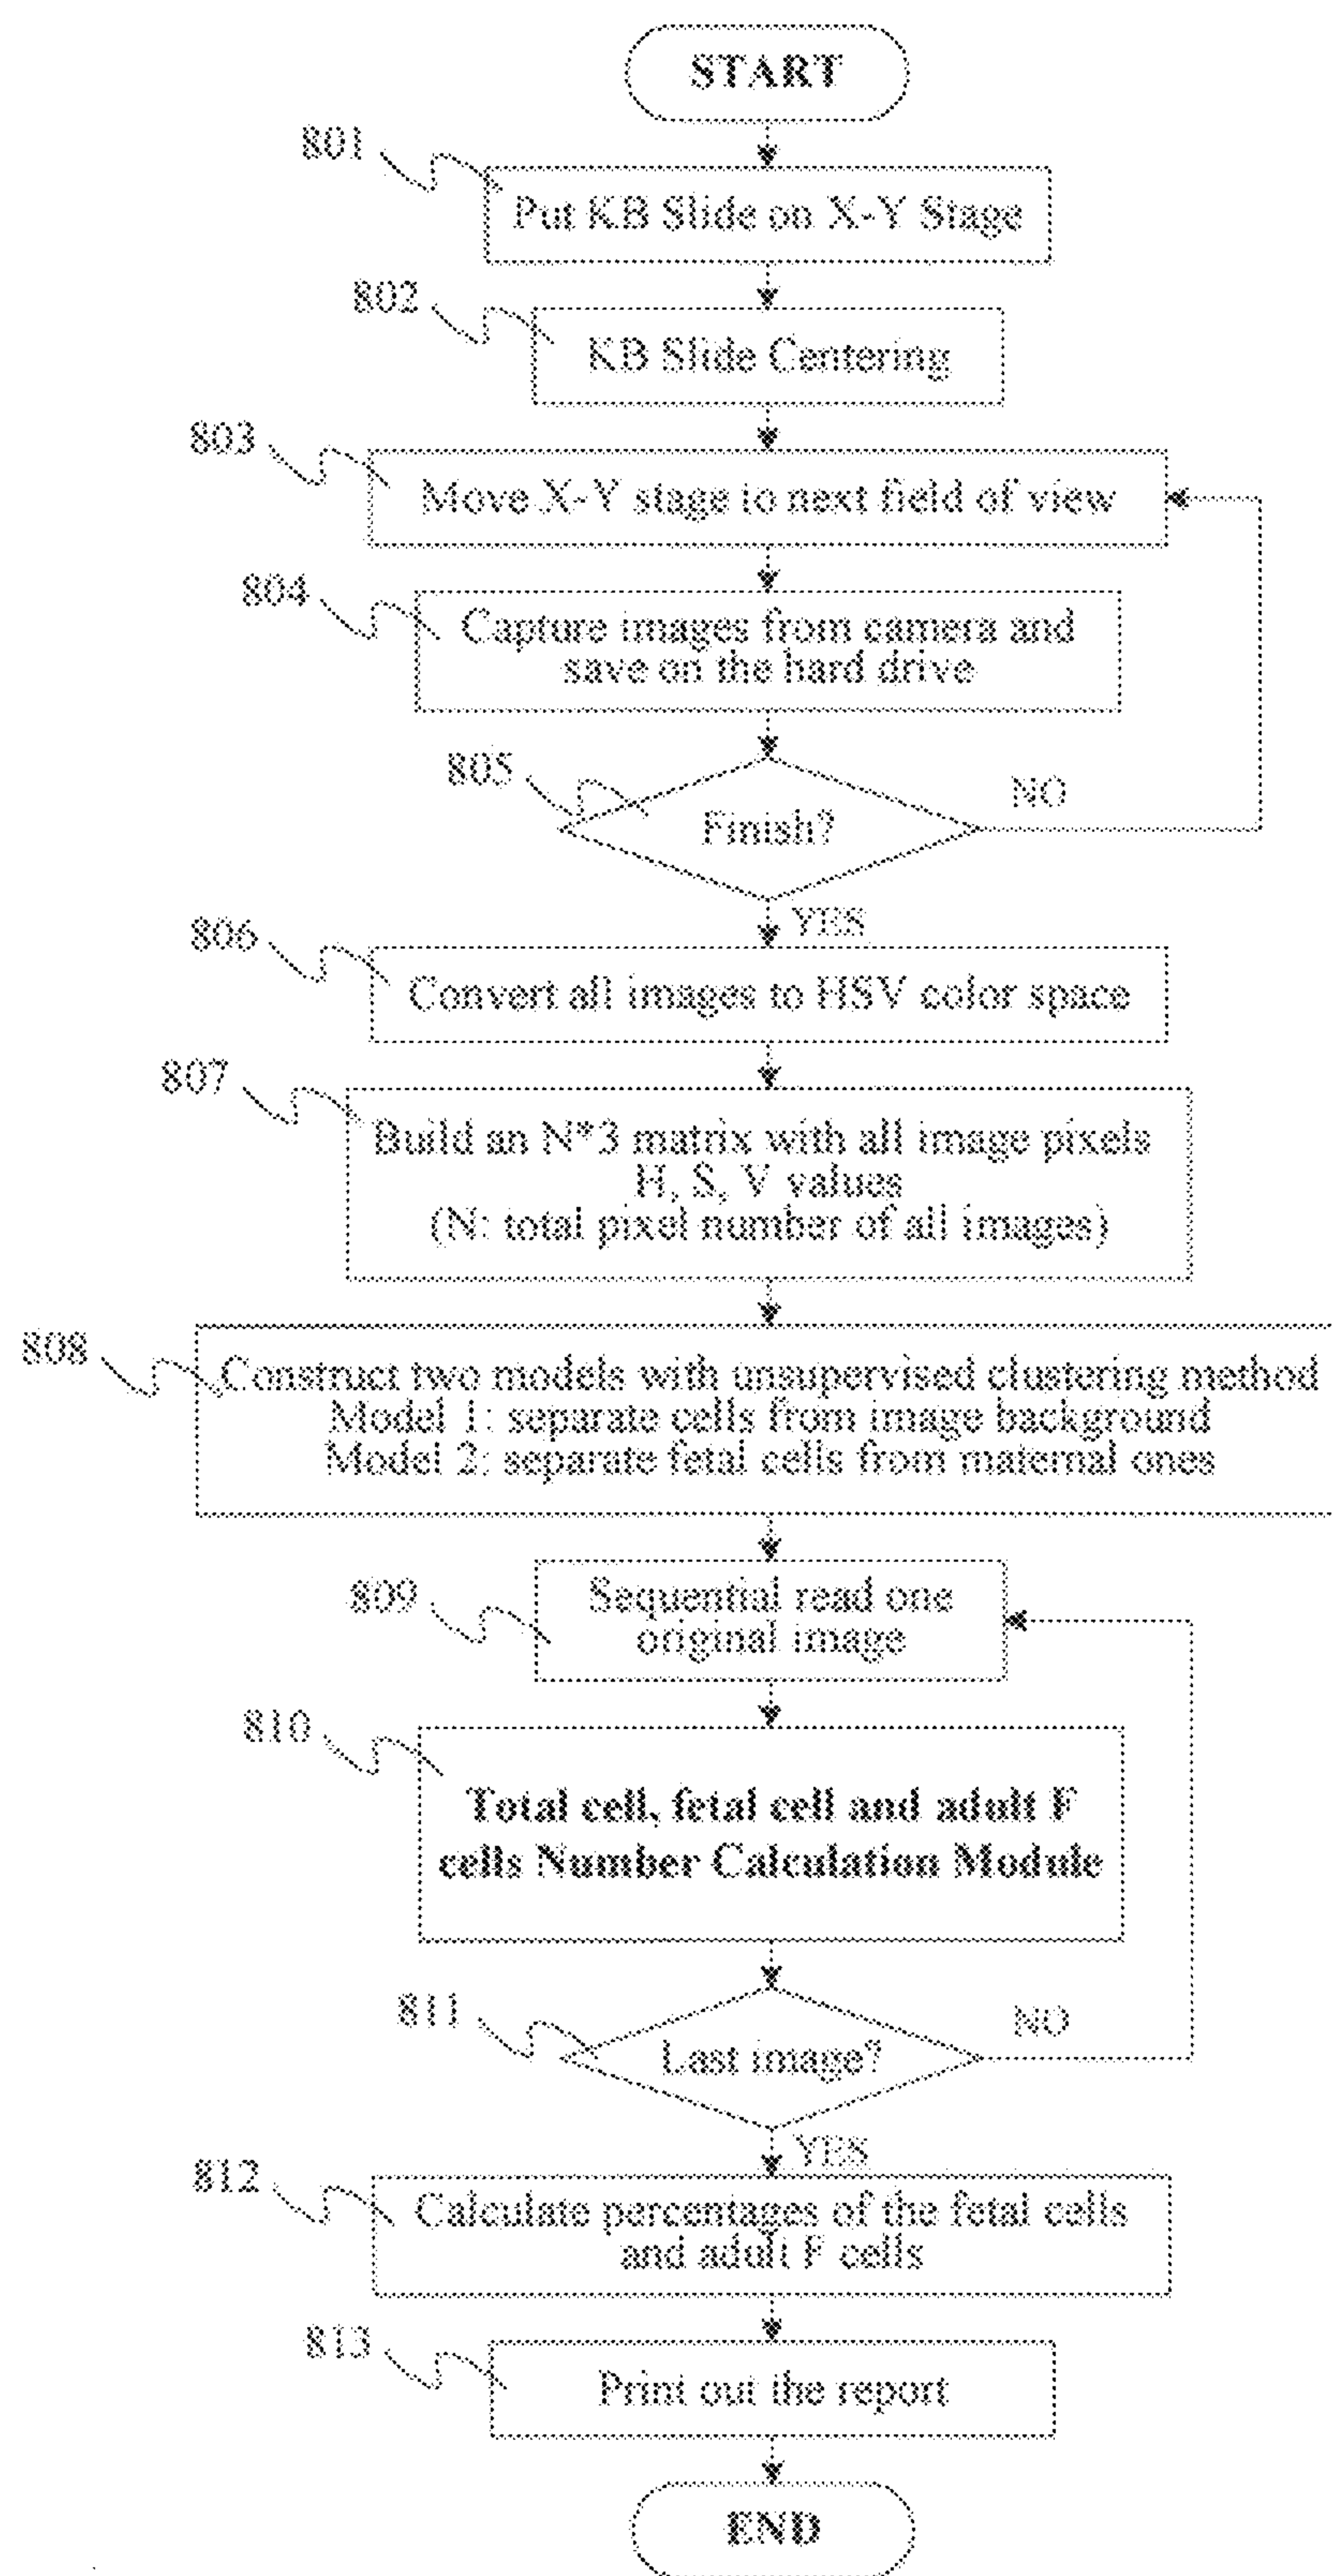 START
801
Put KB Slide on X-Y Stage
802
KB Slide Centering
803
Move X-Y stage to next field of view
804
Capture images from camera and
save on the hard drive
805
Finish?
NO
YES
806
Convert all images to HSV color space
807
Build an N*3 matrix with all image pixels
H, S, V values
(N: total pixel number of all images)
808
Construct two models with unsupervised clustering method
Model 1: separate cells from image background
Model 2: separate fetal cells from maternal ones
809
Sequential read one
original image
810
Total cell, fetal cell and adult F
cells Number Calculation Module
811
Last image?
NO
YES
812
Calculate percentages of the fetal cells
and adult F cells
813
Print out the report
END